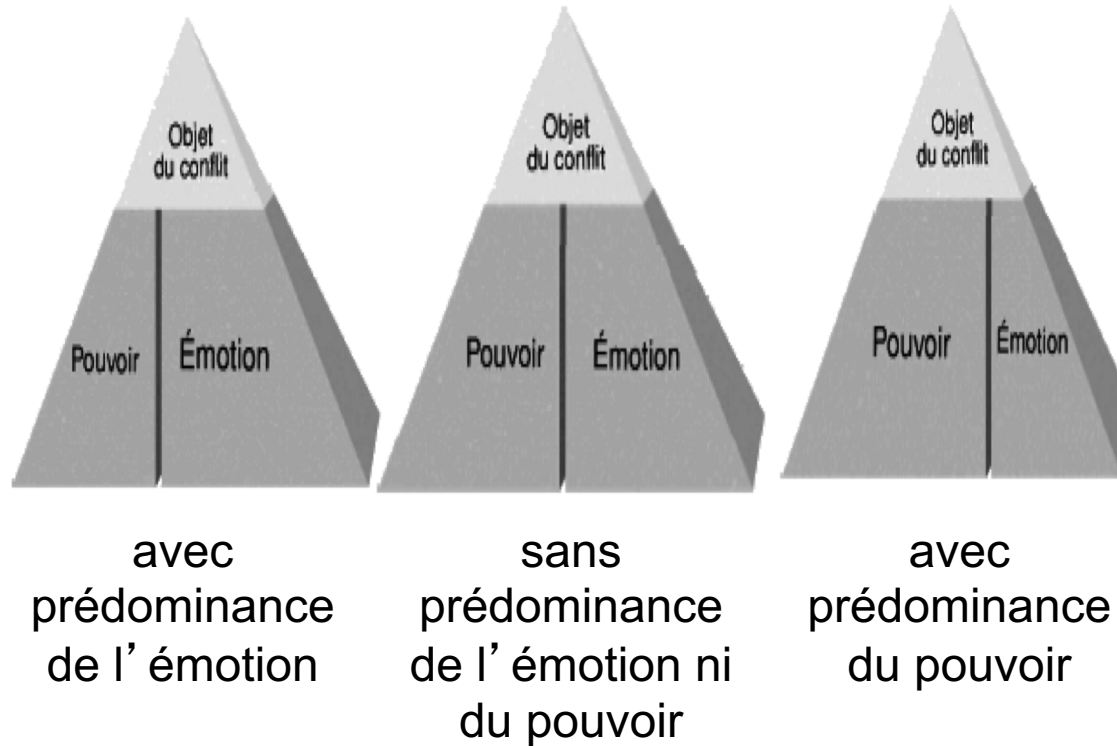 Objet
du conflit
Pouvoir
Émotion
avec
prédominance
de l’émotion
Objet
du conflit
Pouvoir
Émotion
sans
prédominance
de l’émotion ni
du pouvoir
Objet
du conflit
Pouvoir
Émotion
avec
prédominance
du pouvoir